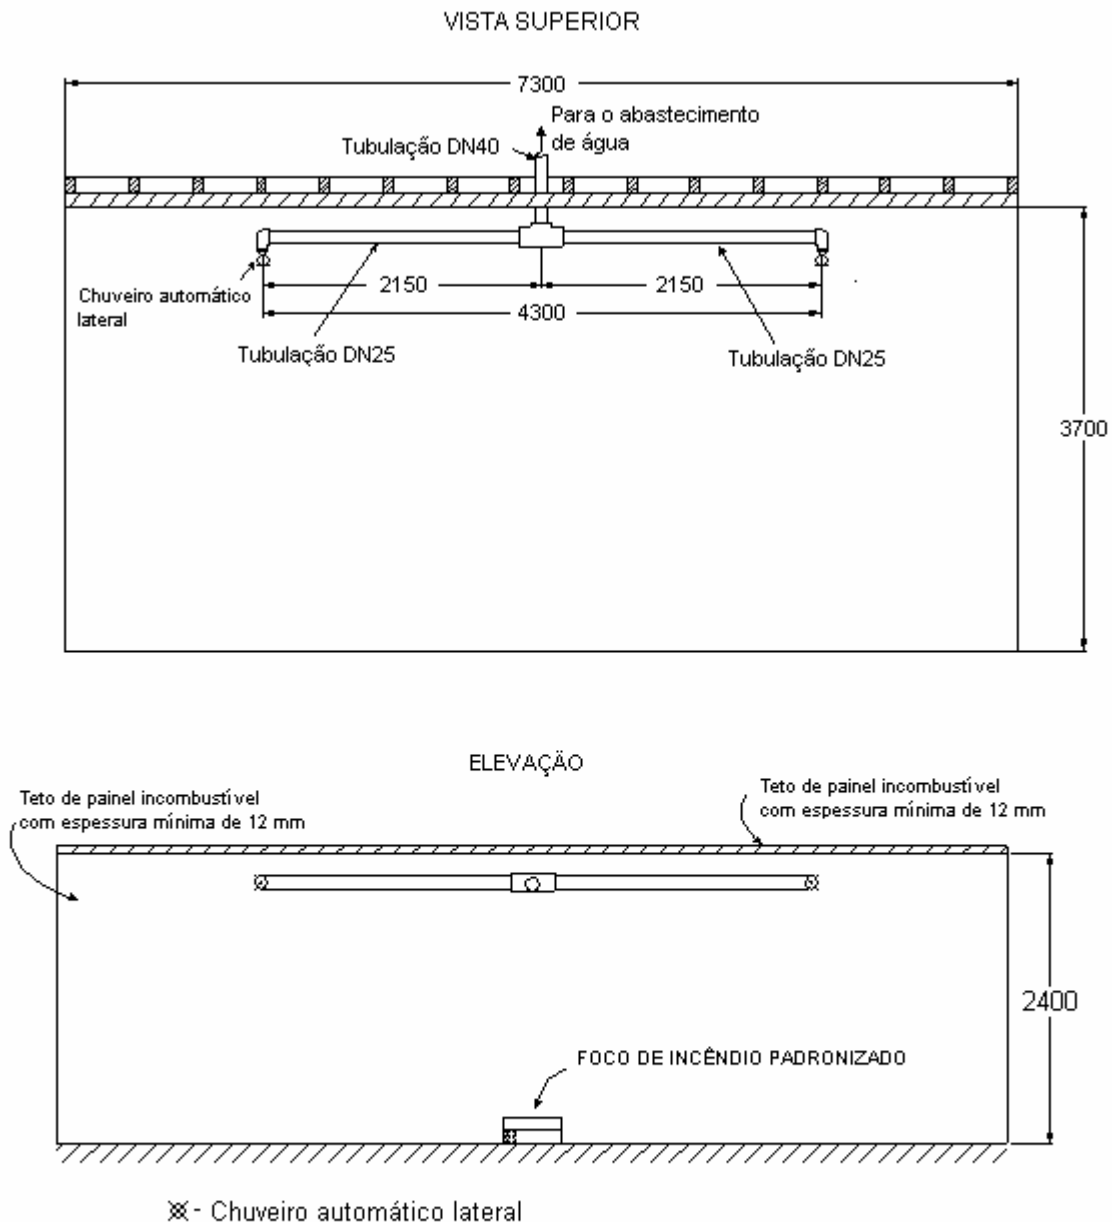 VISTA SUPERIOR
7300
Para o abastecimento
de água
Tubulação DN40
2150
2150
Chuveiro automático
lateral
4300
Tubulação DN25
Tubulação DN25
3700
ELEVAÇÃO
Teto de painel incombustível
com espessura mínima de 12 mm
Teto de painel incombustível
com espessura mínima de 12 mm
2400
FOCO DE INCÊNDIO PADRONIZADO
- Chuveiro automático lateral